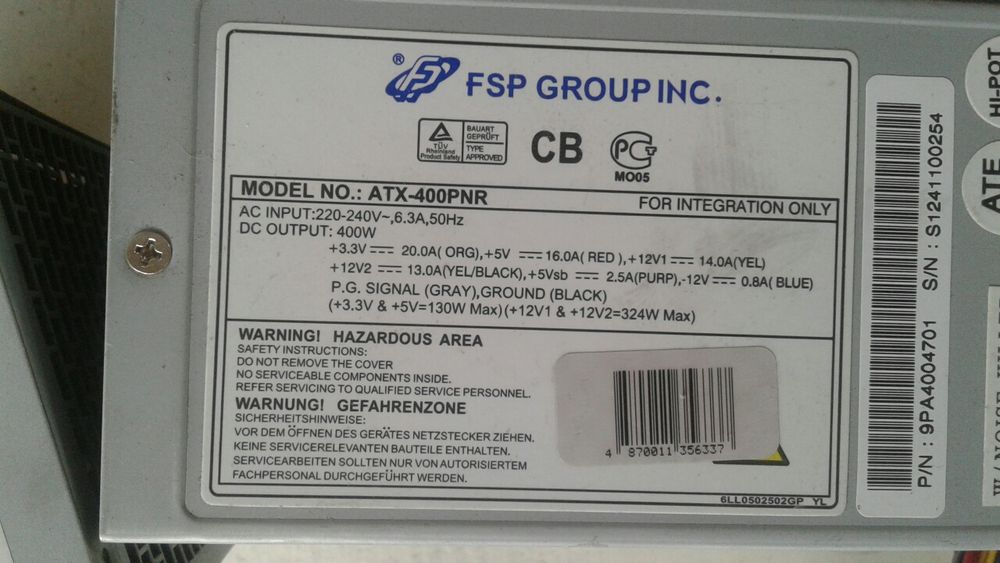 ® FSP GROUP INC.
TÜV Rheinland Product Safety
BAUART GEPRÜFT
TYPE APPROVED
CB
PG
MO05
MODEL NO.: ATX-400PNR
FOR INTEGRATION ONLY
AC INPUT:220-240V~,6.3A,50Hz
DC OUTPUT: 400W
+3.3V 20.0A( ORG),+5V 16.0A( RED ),+12V1 14.0A(YEL)
+12V2 13.0A(YEL/BLACK),+5Vsb 2.5A(PURP),-12V 0.8A( BLUE)
P.G. SIGNAL (GRAY),GROUND (BLACK)
(+3.3V & +5V=130W Max)(+12V1 & +12V2=324W Max)
WARNING! HAZARDOUS AREA
SAFETY INSTRUCTIONS:
DO NOT REMOVE THE COVER
NO SERVICEABLE COMPONENTS INSIDE.
REFER SERVICING TO QUALIFIED SERVICE PERSONNEL.
WARNUNG! GEFAHRENZONE
SICHERHEITSHINWEISE:
VOR DEM ÖFFNEN DES GERÄTES NETZSTECKER ZIEHEN.
KEINE SERVICERELEVANTEN BAUTEILE ENTHALTEN.
SERVICEARBEITEN SOLLTEN NUR VON AUTORISIERTEM
FACHPERSONAL DURCHGEFÜHRT WERDEN.
4 870011 356337
6LL0502502GP YL
P/N : 9PA4004701 S/N : S12411100254
HI-POT
ATE